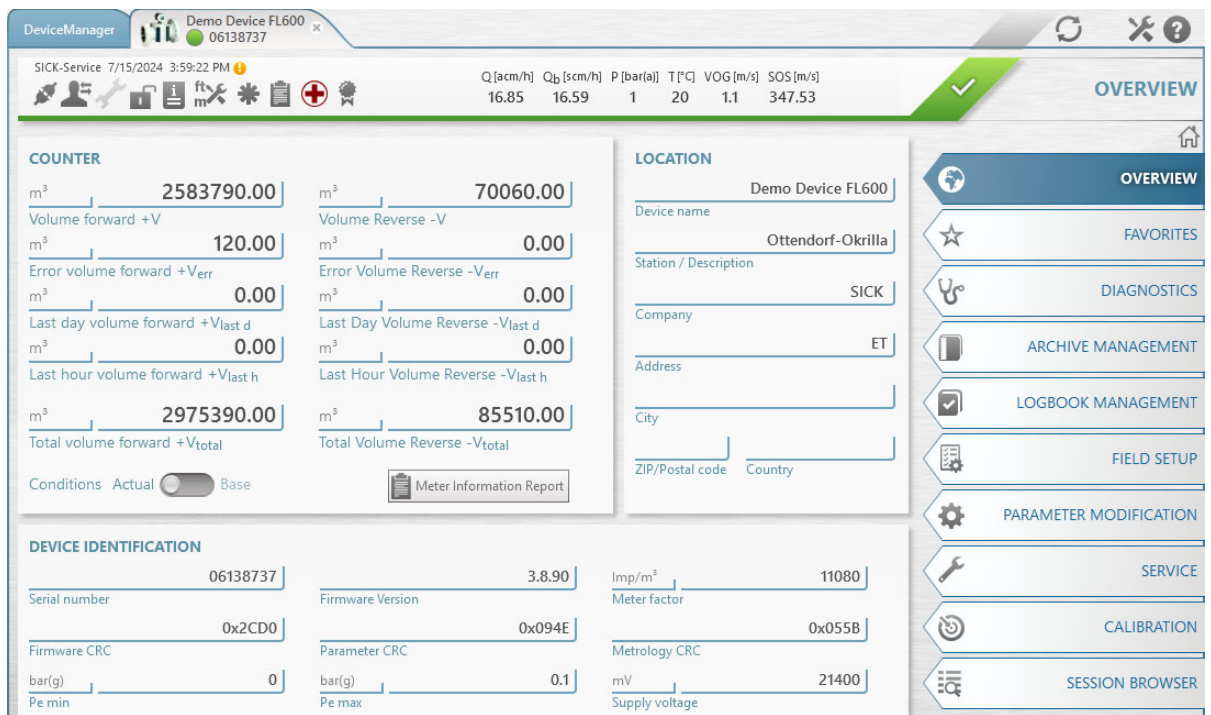 DeviceManager
Demo Device FL600
06138737
SICK-Service 7/15/2024 3:59:22 PM
Q [acm/h] Qb [scm/h] P [bar(a)] T[°C] VOG [m/s] SOS [m/s]
16.85 16.59 1 20 1.1 347.53
OVERVIEW
COUNTER
m³ 2583790.00 m³ 70060.00
Volume forward +V Volume Reverse -V
m³ 120.00 m³ 0.00
Error volume forward +Verr Error Volume Reverse -Verr
m³ 0.00 m³ 0.00
Last day volume forward +Vlast d Last Day Volume Reverse -Vlast d
m³ 0.00 m³ 0.00
Last hour volume forward +Vlast h Last Hour Volume Reverse -Vlast h
m³ 2975390.00 m³ 85510.00
Total volume forward +Vtotal Total Volume Reverse -Vtotal
Conditions Actual Base Meter Information Report
LOCATION
Demo Device FL600
Device name
Ottendorf-Okrilla
Station / Description
SICK
Company
ET
Address
City
ZIP/Postal code Country
DEVICE IDENTIFICATION
06138737 3.8.90 Imp/m³ 11080
Serial number Firmware Version Meter factor
0x2CD0 0x094E 0x055B
Firmware CRC Parameter CRC Metrology CRC
bar(g) 0 bar(g) 0.1 mV 21400
Pe min Pe max Supply voltage
OVERVIEW
FAVORITES
DIAGNOSTICS
ARCHIVE MANAGEMENT
LOGBOOK MANAGEMENT
FIELD SETUP
PARAMETER MODIFICATION
SERVICE
CALIBRATION
SESSION BROWSER